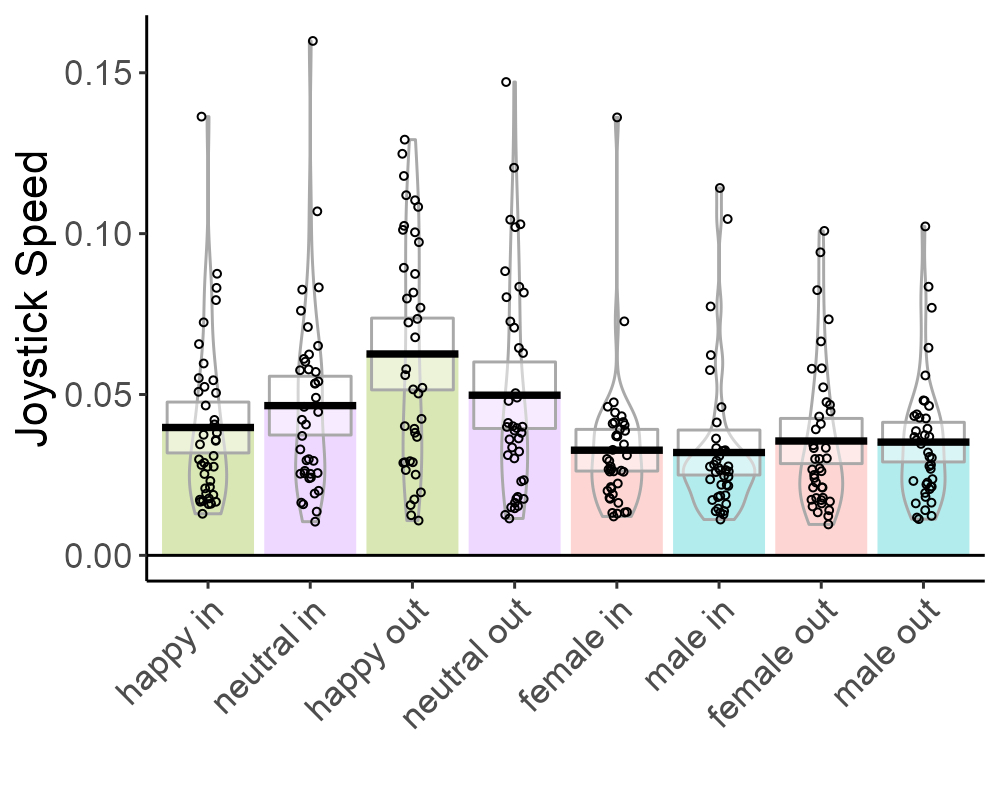 Joystick Speed
0.15
0.10
0.05
0.00
happy in
neutral in
happy out
neutral out
female in
male in
female out
male out